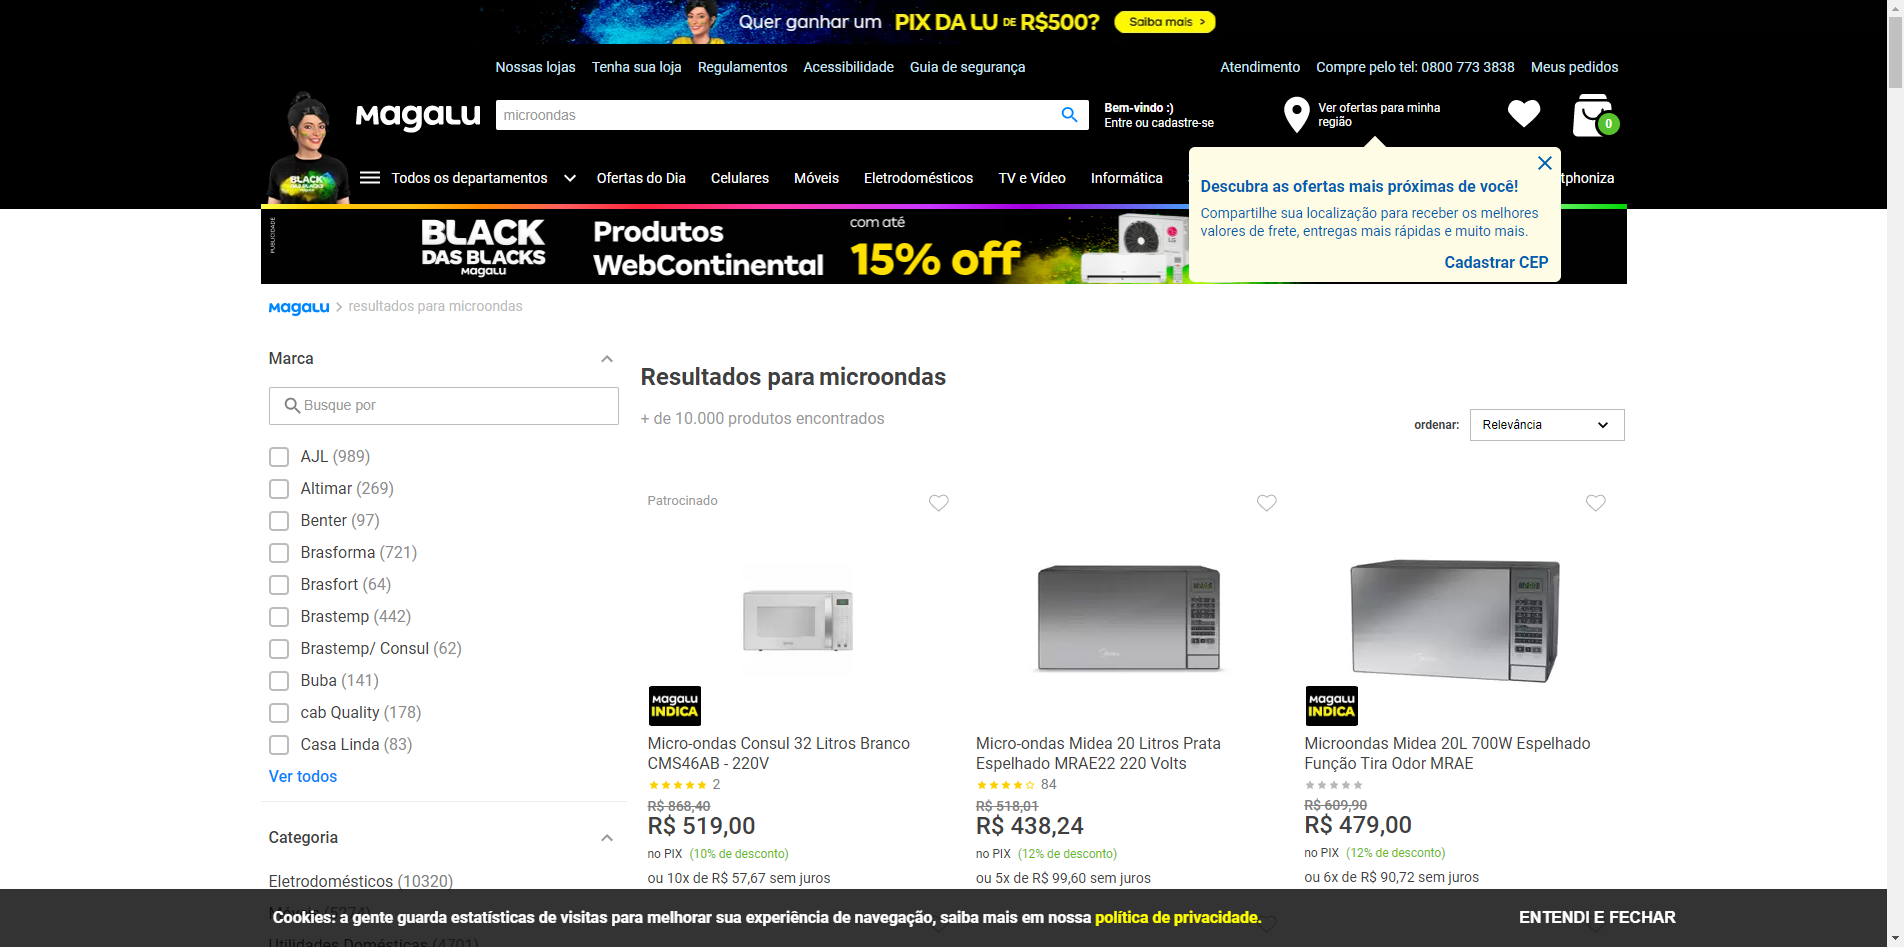 Quer ganhar um PIX DA LU DE R$500? Saiba mais >
Nossas lojas Tenha sua loja Regulamentos Acessibilidade Guia de segurança Atendimento Compre pelo tel: 0800 773 3838 Meus pedidos
Magalu
microondas
Bem-vindo :)
Entre ou cadastre-se
Ver ofertas para minha
região
0
BLACK
DAS BLACKS
Todos os departamentos Ofertas do Dia Celulares Móveis Eletrodomésticos TV e Vídeo Informática tphoniza
Descubra as ofertas mais próximas de você!
Compartilhe sua localização para receber os melhores
valores de frete, entregas mais rápidas e muito mais.
Cadastrar CEP
PUBLICIDADE
BLACK
DAS BLACKS
Magalu
Produtos
WebContinental
com até
15% off
LG
Magalu > resultados para microondas
Marca
Busque por
AJL (989)
Altimar (269)
Benter (97)
Brasforma (721)
Brasfort (64)
Brastemp (442)
Brastemp/ Consul (62)
Buba (141)
cab Quality (178)
Casa Linda (83)
Ver todos
Categoria
Eletrodomésticos (10320)
Utilidades Domésticas (4701)
Resultados para microondas
+ de 10.000 produtos encontrados
ordenar: Relevância
Patrocinado
Magalu
INDICA
Micro-ondas Consul 32 Litros Branco
CMS46AB - 220V
2
R$ 868,40
R$ 519,00
no PIX (10% de desconto)
ou 10x de R$ 57,67 sem juros
Micro-ondas Midea 20 Litros Prata
Espelhado MRAE22 220 Volts
84
R$ 518,01
R$ 438,24
no PIX (12% de desconto)
ou 5x de R$ 99,60 sem juros
Magalu
INDICA
Microondas Midea 20L 700W Espelhado
Função Tira Odor MRAE
R$ 609,90
R$ 479,00
no PIX (12% de desconto)
ou 6x de R$ 90,72 sem juros
Cookies: a gente guarda estatísticas de visitas para melhorar sua experiência de navegação, saiba mais em nossa política de privacidade.
ENTENDI E FECHAR